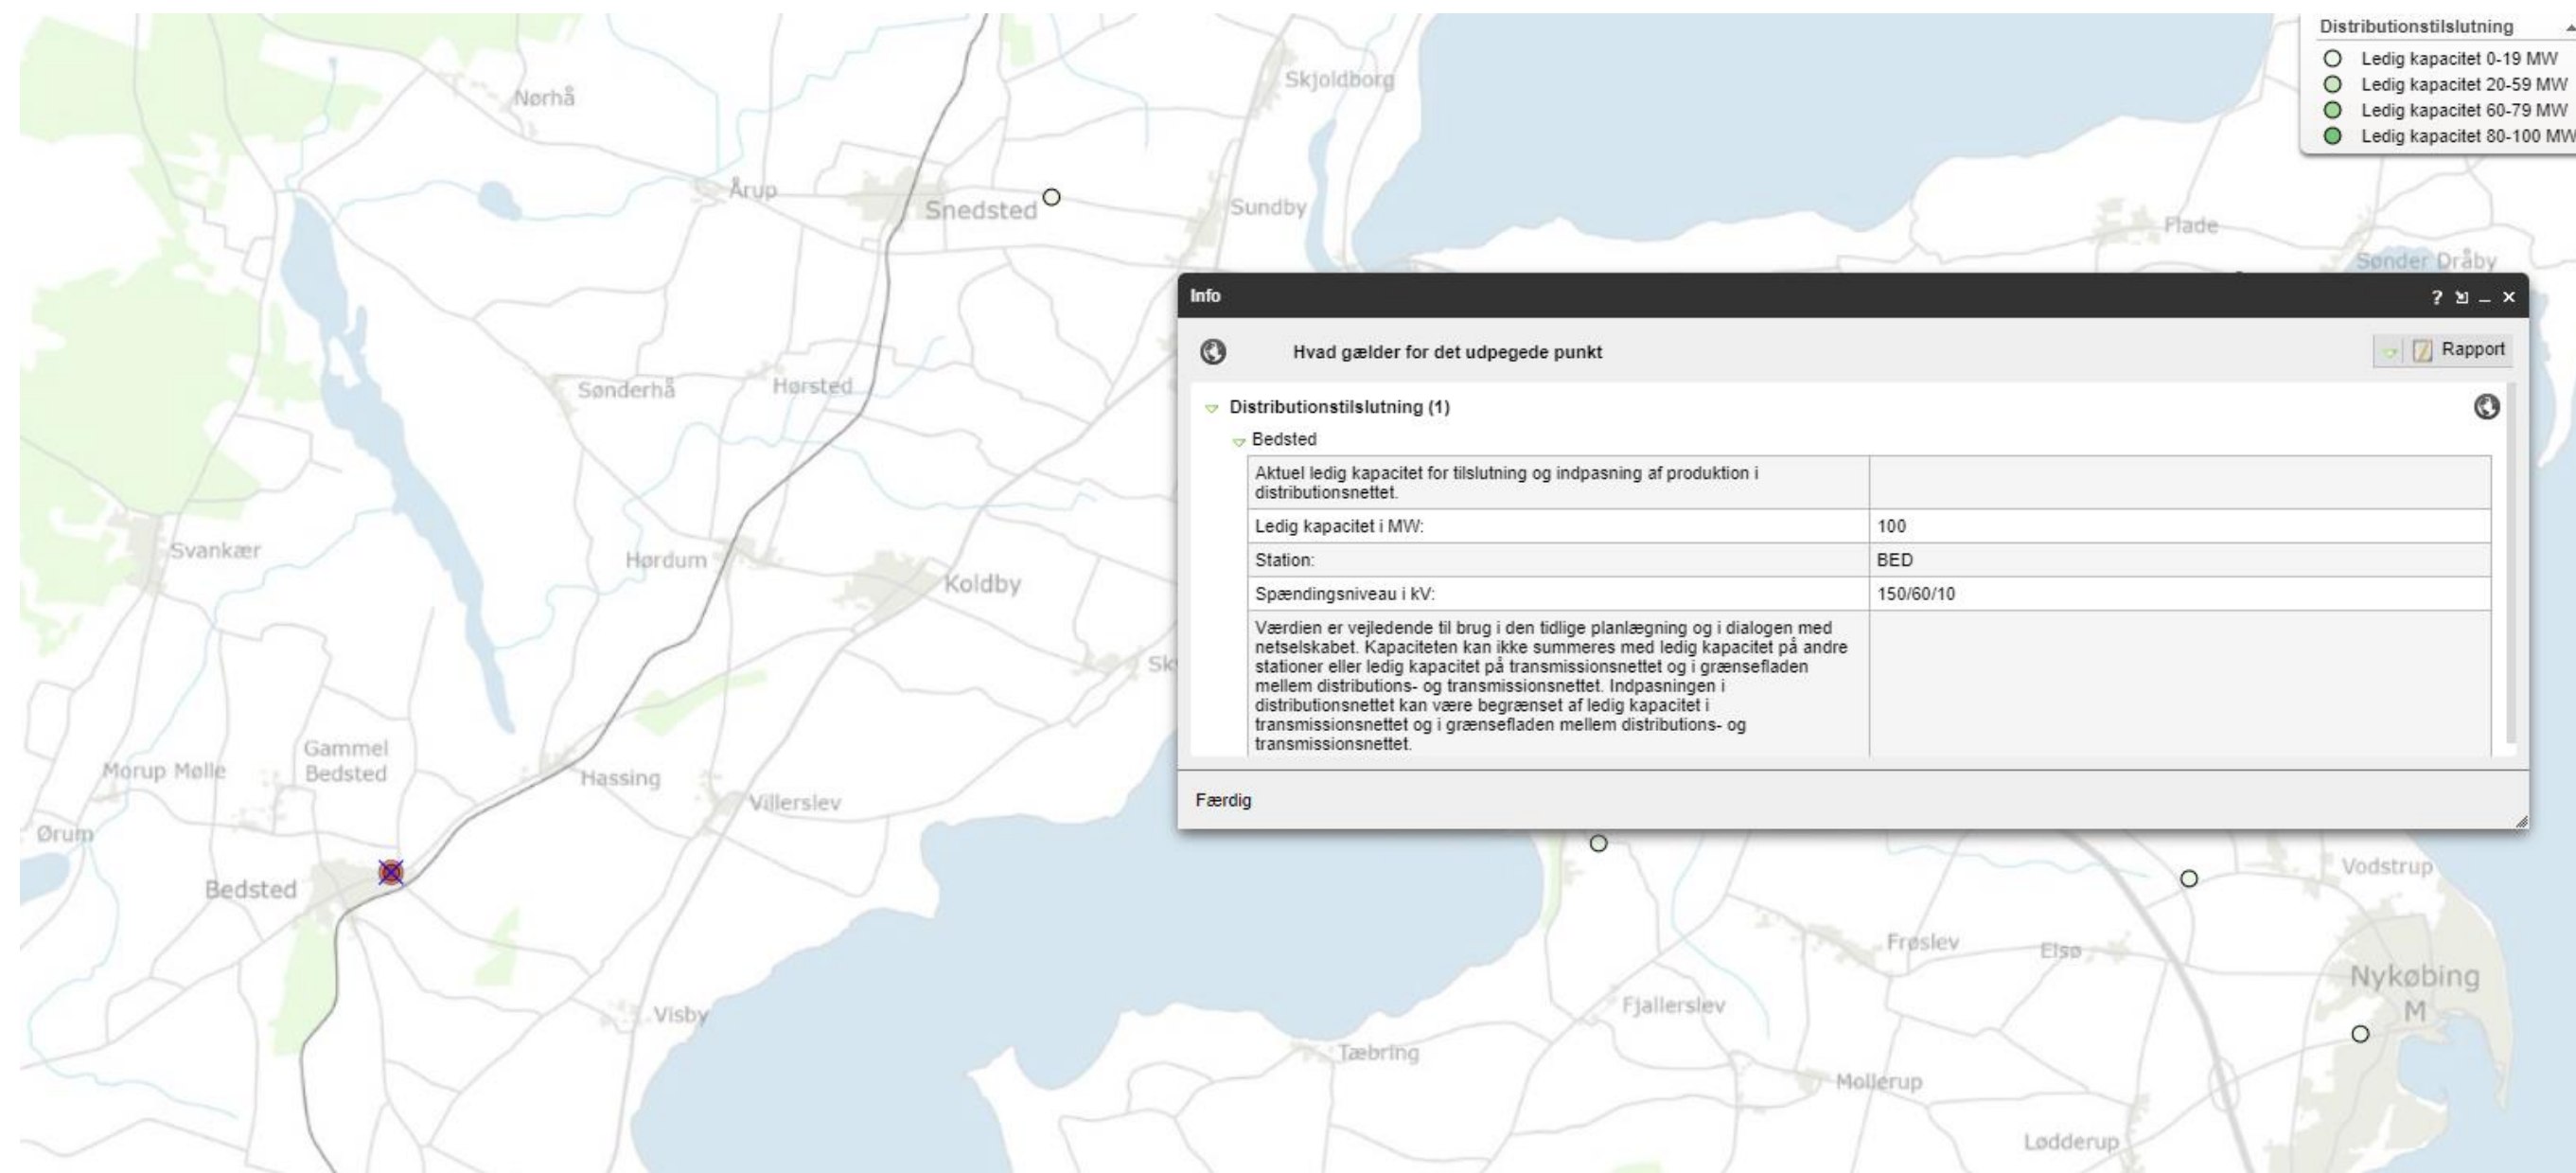 Distributionstilslutning
Ledig kapacitet 0-19 MW
Ledig kapacitet 20-59 MW
Ledig kapacitet 60-79 MW
Ledig kapacitet 80-100 MW
Skjoldborg
Nørhå
Årup
Snedsted
Sundby
Flade
Sønder Dråby
Info
? _ ×
Hvad gælder for det udpegede punkt
Rapport
Distributionstilslutning (1)
Bedsted
Aktuel ledig kapacitet for tilslutning og indpasning af produktion i
distributionsnettet.
Ledig kapacitet i MW: 100
Station: BED
Spændingsniveau i kV: 150/60/10
Værdien er vejledende til brug i den tidlige planlægning og i dialogen med
netselskabet. Kapaciteten kan ikke summeres med ledig kapacitet på andre
stationer eller ledig kapacitet på transmissionsnettet og i grænsefladen
mellem distributions- og transmissionsnettet. Indpasningen i
distributionsnettet kan være begrænset af ledig kapacitet i
transmissionsnettet og i grænsefladen mellem distributions- og
transmissionsnettet.
Færdig
Sønderhå
Hørsted
Svankær
Hørdum
Koldby
Sk
Gammel
Bedsted
Morup Mølle
Hassing
Villerslev
Ørum
Bedsted
Visby
Vodstrup
Frøslev
Elsø
Nykøbing
M
Fjallerslev
Tæbring
Mollerup
Lødderup